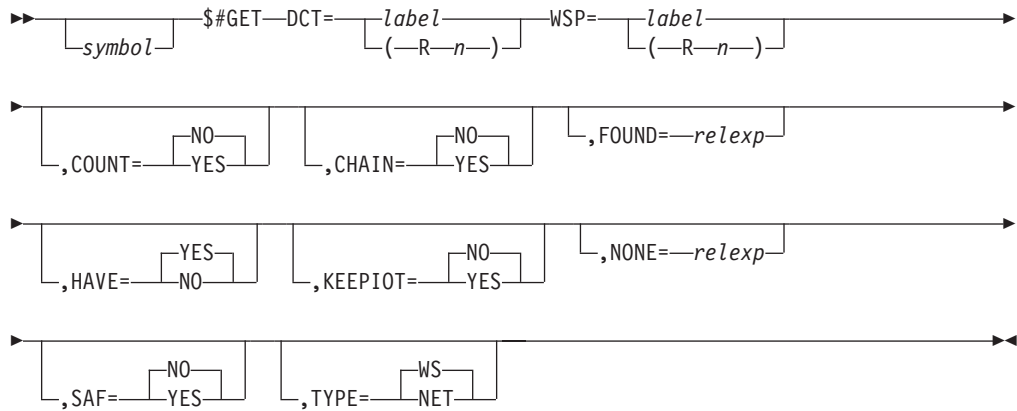 $#GET DCT= label WSP= label
symbol (R n) (R n)
NO NO ,FOUND= relexp
,COUNT= YES ,CHAIN= YES
YES NO ,NONE= relexp
,HAVE= NO ,KEEPIOT= YES
NO WS
,SAF= YES ,TYPE= NET